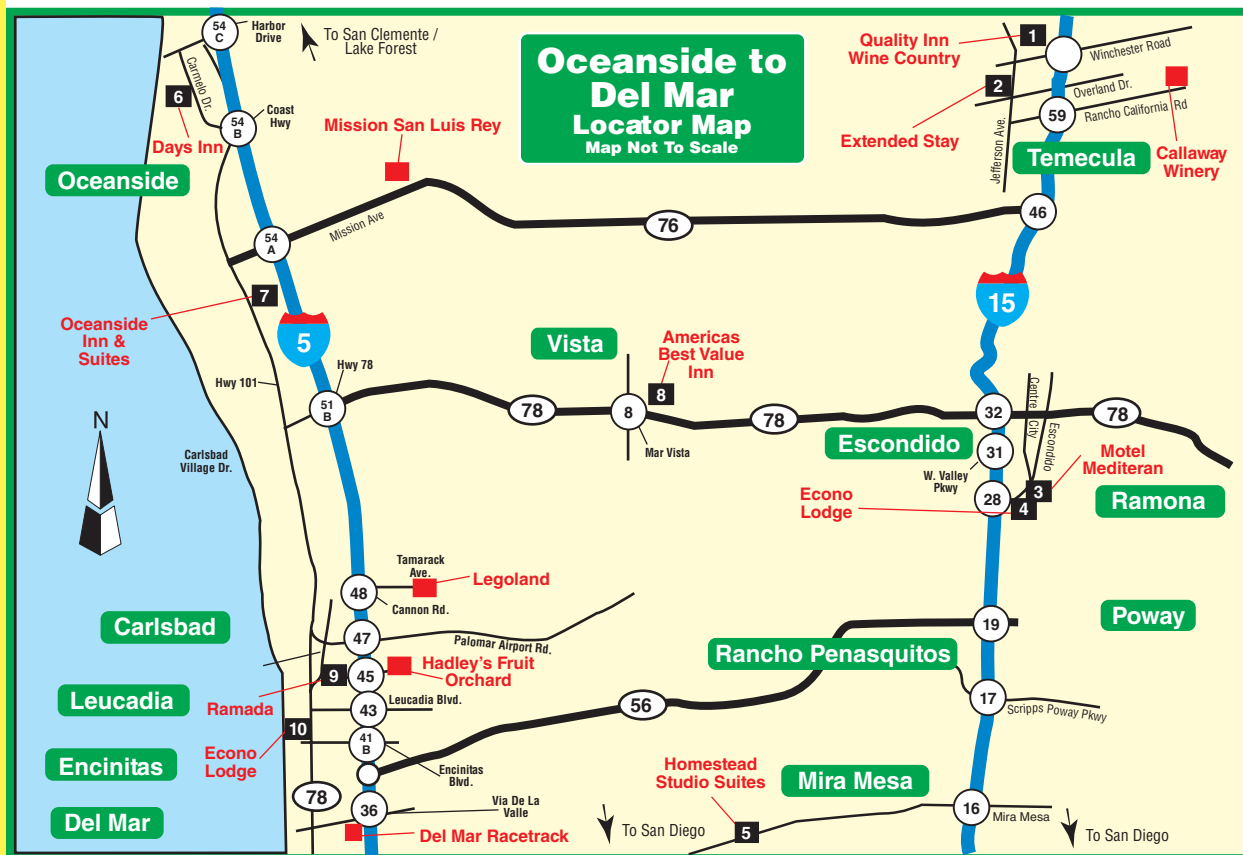 54
C
Harbor
Drive
To San Clemente /
Lake Forest
Oceanside to
Del Mar
Locator Map
Map Not To Scale
Quality Inn
Wine Country
1
Winchester Road
6
Carmelo Dr.
Days Inn
54
B
Coast
Hwy
Mission San Luis Rey
2
Extended Stay
Jefferson Ave.
Overland Dr.
Rancho California Rd
59
Temecula
Callaway
Winery
Oceanside
54
A
Mission Ave
76
46
7
Oceanside
Inn &
Suites
5
15
Vista
Americas
Best Value
Inn
8
Hwy 101
Hwy 78
51
B
78
8
Mar Vista
78
32
Centre City
Escondido
78
N
Carlsbad
Village Dr.
Escondido
31
W. Valley
Pkwy
Motel
Mediteran
3
Econo
Lodge
28
4
Ramona
Tamarack
Ave.
48
Cannon Rd.
Legoland
Carlsbad
47
Palomar Airport Rd.
19
Poway
Rancho Penasquitos
9
45
Hadley's Fruit
Orchard
Leucadia
Ramada
43
Leucadia Blvd.
56
17
Scripps Poway Pkwy
10
41
B
Econo
Lodge
Encinitas
Encinitas
Blvd.
Homestead
Studio Suites
Mira Mesa
78
36
Via De La
Valle
16
Mira Mesa
Del Mar
Del Mar Racetrack
To San Diego
5
To San Diego